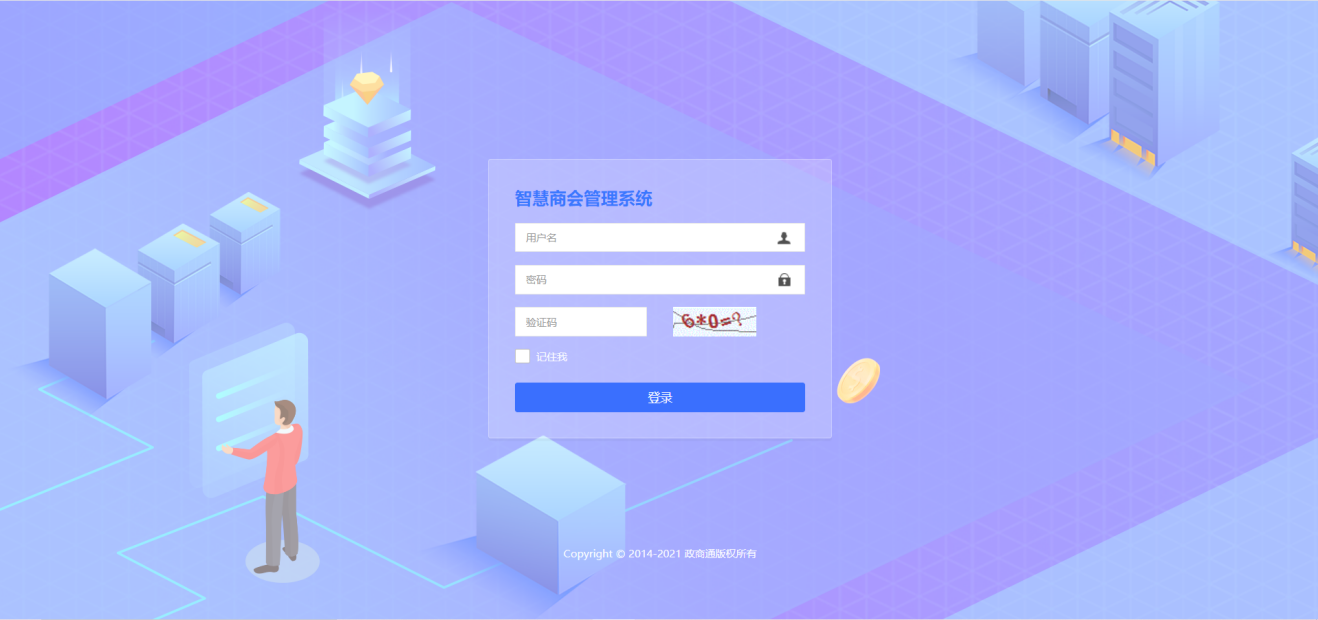 智慧商会管理系统
用户名
密码
验证码
6*0=?
记住我
登录
Copyright © 2014-2021 政商通版权所有